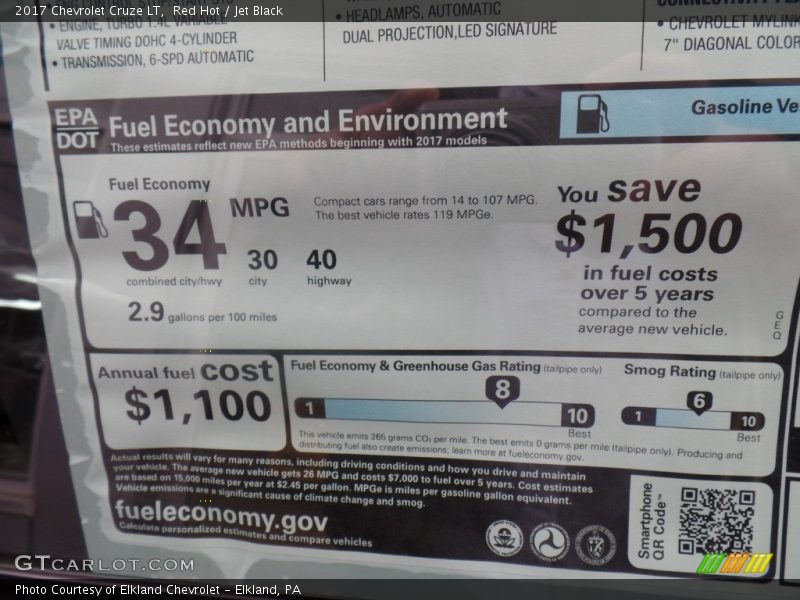 2017 Chevrolet Cruze LT,  Red Hot / Jet Black
• ENGINE, TURBO 1.4L VARIABLE
VALVE TIMING DOHC 4-CYLINDER
• TRANSMISSION, 6-SPD AUTOMATIC
• HEADLAMPS, AUTOMATIC
DUAL PROJECTION,LED SIGNATURE
• CHEVROLET MYLINK
7" DIAGONAL COLOR
EPA
DOT
Fuel Economy and Environment
These estimates reflect new EPA methods beginning with 2017 models
Gasoline Ve
Fuel Economy
34 MPG
combined city/hwy
30
city
40
highway
2.9 gallons per 100 miles
Compact cars range from 14 to 107 MPG.
The best vehicle rates 119 MPGe.
You save
$1,500
in fuel costs
over 5 years
compared to the
average new vehicle.
GEQ
Annual fuel cost
$1,100
Fuel Economy & Greenhouse Gas Rating (tailpipe only)
8
1
10
Best
This vehicle emits 265 grams CO₂ per mile. The best emits 0 grams per mile (tailpipe only). Producing and
distributing fuel also create emissions; learn more at fueleconomy.gov.
Smog Rating (tailpipe only)
6
1
10
Best
Actual results will vary for many reasons, including driving conditions and how you drive and maintain
your vehicle. The average new vehicle gets 26 MPG and costs $7,000 to fuel over 5 years. Cost estimates
are based on 15,000 miles per year at $2.45 per gallon. MPGe is miles per gasoline gallon equivalent.
Vehicle emissions are a significant cause of climate change and smog.
fueleconomy.gov
Calculate personalized estimates and compare vehicles
Smartphone
QR Code™
GTCARLOT.COM
Photo Courtesy of Elkland Chevrolet - Elkland, PA